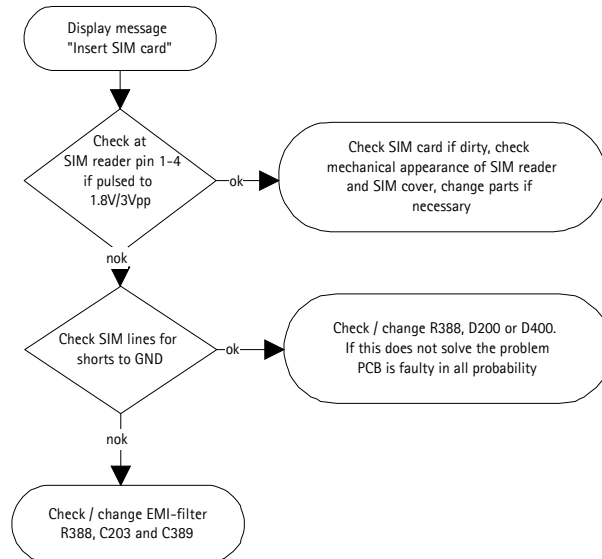 Display message
"Insert SIM card"
Check at
SIM reader pin 1-4
if pulsed to
1.8V/3Vpp
ok
Check SIM card if dirty, check
mechanical appearance of SIM reader
and SIM cover, change parts if
necessary
nok
Check SIM lines for
shorts to GND
ok
Check / change R388, D200 or D400.
If this does not solve the problem
PCB is faulty in all probability
nok
Check / change EMI-filter
R388, C203 and C389